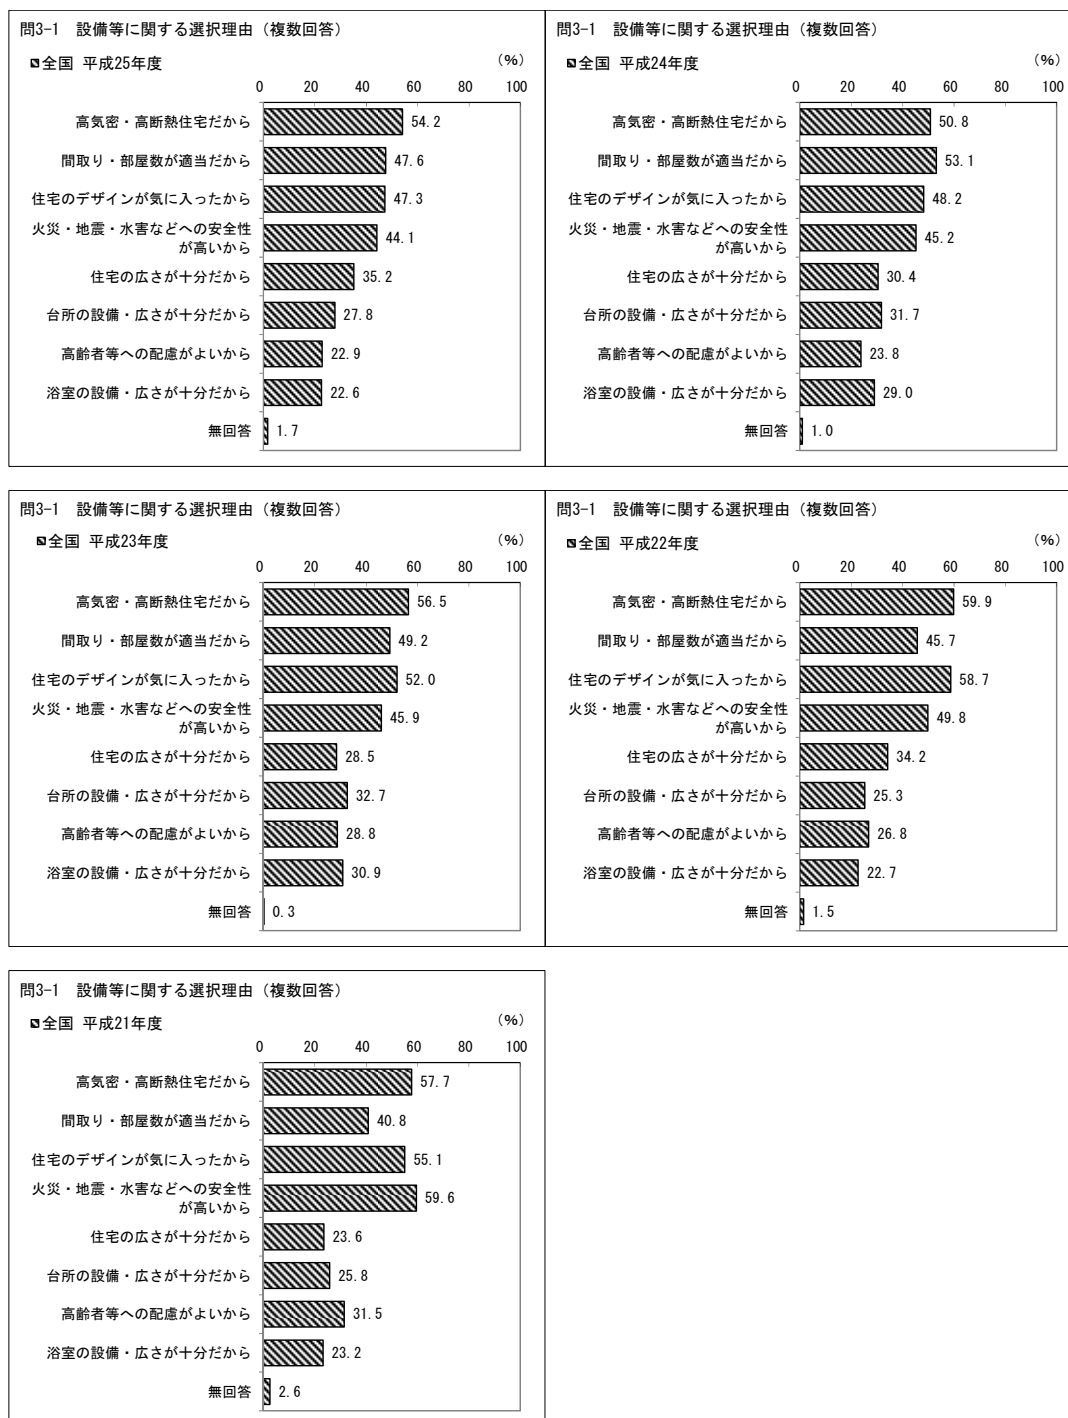 問3-1　設備等に関する選択理由（複数回答）
全国 平成25年度
（%）
0 20 40 60 80 100
高気密・高断熱住宅だから 54.2
間取り・部屋数が適当だから 47.6
住宅のデザインが気に入ったから 47.3
火災・地震・水害などへの安全性
が高いから 44.1
住宅の広さが十分だから 35.2
台所の設備・広さが十分だから 27.8
高齢者等への配慮がよいから 22.9
浴室の設備・広さが十分だから 22.6
無回答 1.7
問3-1　設備等に関する選択理由（複数回答）
全国 平成24年度
（%）
0 20 40 60 80 100
高気密・高断熱住宅だから 50.8
間取り・部屋数が適当だから 53.1
住宅のデザインが気に入ったから 48.2
火災・地震・水害などへの安全性
が高いから 45.2
住宅の広さが十分だから 30.4
台所の設備・広さが十分だから 31.7
高齢者等への配慮がよいから 23.8
浴室の設備・広さが十分だから 29.0
無回答 1.0
問3-1　設備等に関する選択理由（複数回答）
全国 平成23年度
（%）
0 20 40 60 80 100
高気密・高断熱住宅だから 56.5
間取り・部屋数が適当だから 49.2
住宅のデザインが気に入ったから 52.0
火災・地震・水害などへの安全性
が高いから 45.9
住宅の広さが十分だから 28.5
台所の設備・広さが十分だから 32.7
高齢者等への配慮がよいから 28.8
浴室の設備・広さが十分だから 30.9
無回答 0.3
問3-1　設備等に関する選択理由（複数回答）
全国 平成22年度
（%）
0 20 40 60 80 100
高気密・高断熱住宅だから 59.9
間取り・部屋数が適当だから 45.7
住宅のデザインが気に入ったから 58.7
火災・地震・水害などへの安全性
が高いから 49.8
住宅の広さが十分だから 34.2
台所の設備・広さが十分だから 25.3
高齢者等への配慮がよいから 26.8
浴室の設備・広さが十分だから 22.7
無回答 1.5
問3-1　設備等に関する選択理由（複数回答）
全国 平成21年度
（%）
0 20 40 60 80 100
高気密・高断熱住宅だから 57.7
間取り・部屋数が適当だから 40.8
住宅のデザインが気に入ったから 55.1
火災・地震・水害などへの安全性
が高いから 59.6
住宅の広さが十分だから 23.6
台所の設備・広さが十分だから 25.8
高齢者等への配慮がよいから 31.5
浴室の設備・広さが十分だから 23.2
無回答 2.6